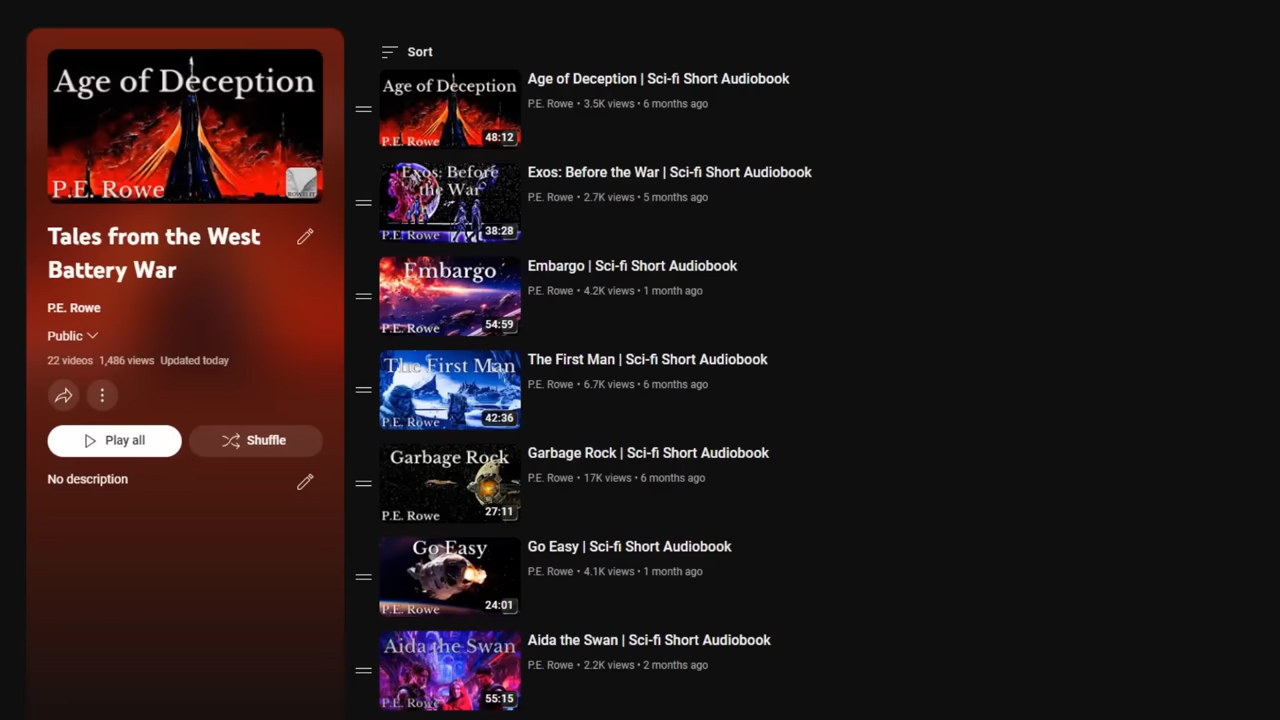 Age of Deception
P.E. Rowe
Tales from the West
Battery War
P.E. Rowe
Public
22 videos 1,486 views Updated today
Play all
Shuffle
No description
Sort
Age of Deception
P.E. Rowe
48:12
Age of Deception | Sci-fi Short Audiobook
P.E. Rowe • 3.5K views • 6 months ago
Exos: Before
the War
P.E. Rowe
38:28
Exos: Before the War | Sci-fi Short Audiobook
P.E. Rowe • 2.7K views • 5 months ago
Embargo
P.E. Rowe
54:59
Embargo | Sci-fi Short Audiobook
P.E. Rowe • 4.2K views • 1 month ago
The First Man
P.E. Rowe
42:36
The First Man | Sci-fi Short Audiobook
P.E. Rowe • 6.7K views • 6 months ago
Garbage Rock
P.E. Rowe
27:11
Garbage Rock | Sci-fi Short Audiobook
P.E. Rowe • 17K views • 6 months ago
Go Easy
P.E. Rowe
24:01
Go Easy | Sci-fi Short Audiobook
P.E. Rowe • 4.1K views • 1 month ago
Aida the Swan
P.E. Rowe
55:15
Aida the Swan | Sci-fi Short Audiobook
P.E. Rowe • 2.2K views • 2 months ago